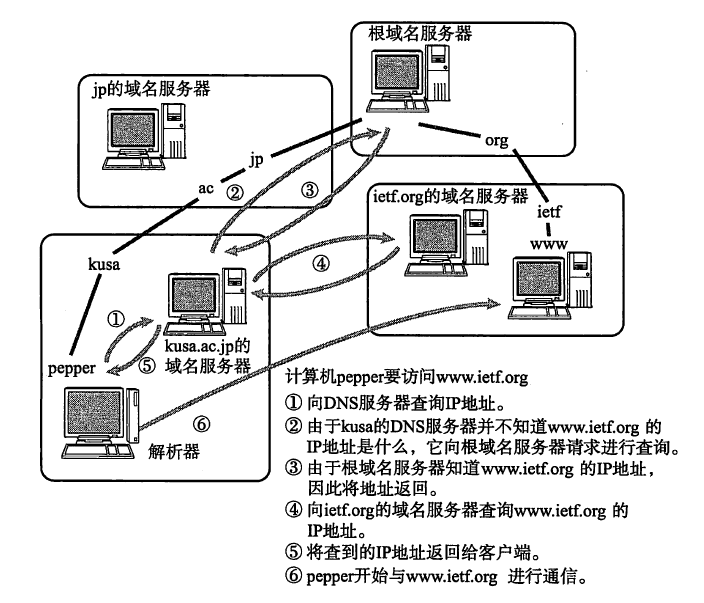 根域名服务器
jp的域名服务器
org
jp
ac
②
③
ietf.org的域名服务器
ietf
www
kusa
④
①
kusa.ac.jp的
域名服务器
⑤
pepper
⑥
解析器
计算机pepper要访问www.ietf.org
① 向DNS服务器查询IP地址。
② 由于kusa的DNS服务器并不知道www.ietf.org 的
IP地址是什么，它向根域名服务器请求进行查询。
③ 由于根域名服务器知道www.ietf.org 的IP地址，
因此将地址返回。
④ 向ietf.org的域名服务器查询www.ietf.org 的
IP地址。
⑤ 将查到的IP地址返回给客户端。
⑥ pepper开始与www.ietf.org 进行通信。